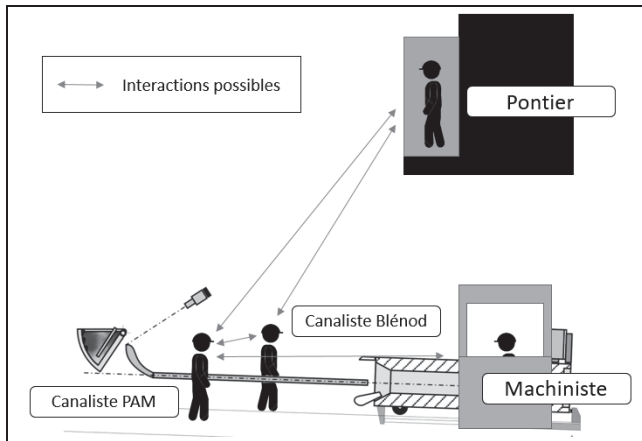 Interactions possibles
Pontier
Canaliste Blénod
Canaliste PAM
Machiniste